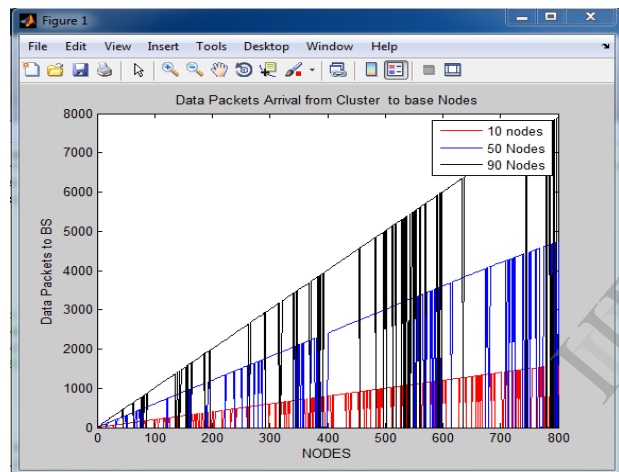 Figure 1
File Edit View Insert Tools Desktop Window Help
Data Packets Arrival from Cluster to base Nodes
10 nodes
50 Nodes
90 Nodes
Data Packets to BS
8000
7000
6000
5000
4000
3000
2000
1000
0
0 100 200 300 400 500 600 700 800
NODES